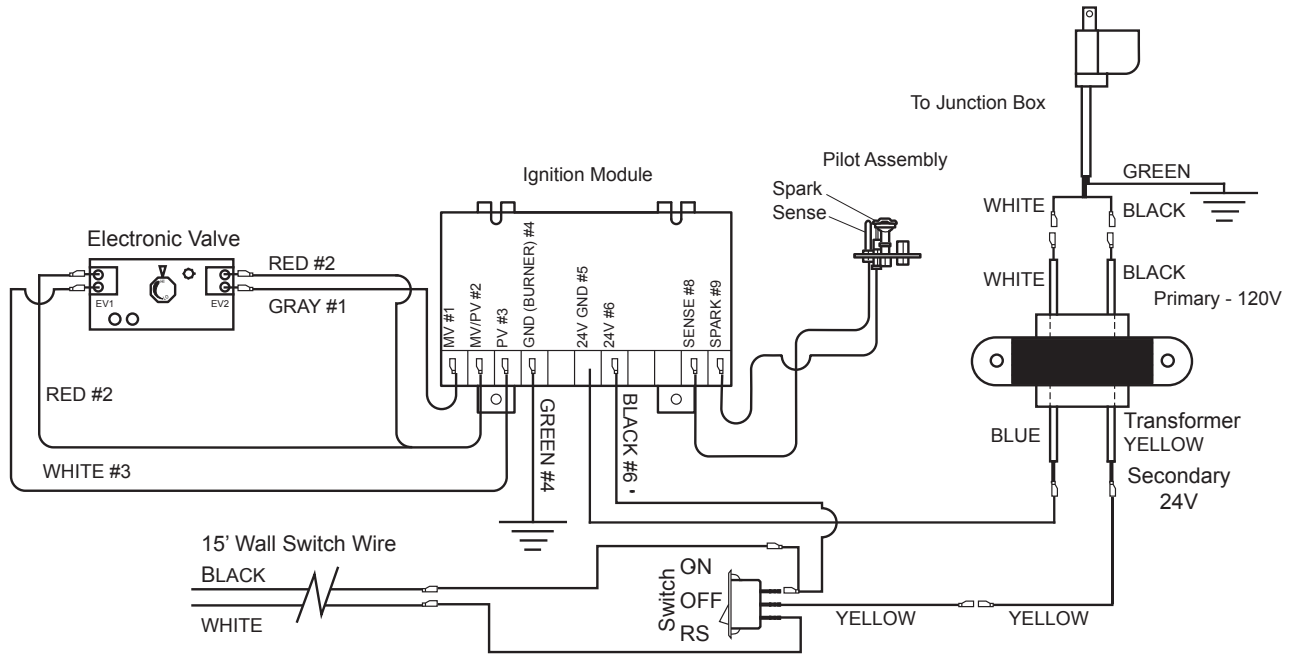 To Junction Box
Pilot Assembly
GREEN
Ignition Module
Spark
Sense
WHITE
BLACK
Electronic Valve
RED #2
EV1
EV2
GRAY #1
MV #1
MV/PV #2
PV #3
GND (BURNER) #4
24V GND #5
24V #6
SENSE #8
SPARK #9
WHITE
BLACK
Primary - 120V
RED #2
WHITE #3
GREEN #4
BLACK #6
BLUE
Transformer
YELLOW
Secondary
24V
15’ Wall Switch Wire
BLACK
WHITE
Switch
ON
OFF
RS
YELLOW
YELLOW